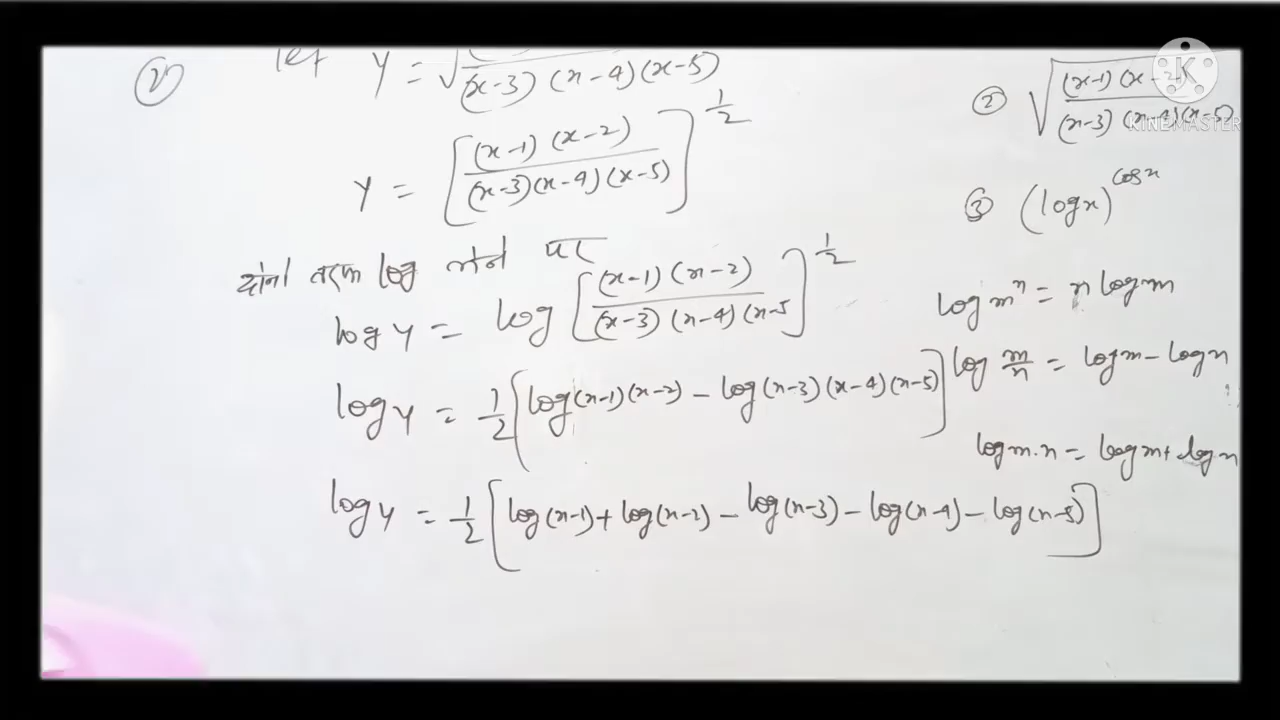 ② let y = √ (x-3) (x-4) (x-5)
y = [(x-1) (x-2) / (x-3) (x-4) (x-5)]^1/2
दोनों तरफ log लेने पर
log y = log [(x-1) (x-2) / (x-3) (x-4) (x-5]^1/2
log y = 1/2 [log (x-1) (x-2) - log (x-3) (x-4) (x-5)]
log y = 1/2 [log (x-1) + log (x-2) - log (x-3) - log (x-4) - log (x-5)]
② √ (x-1) (x-2 / (x-3) (x-4) (x-5)
③ (log x)^cos x
log m^n = n log m
log m/n = log m - log n
log m.n = log m + log n
KINEMASTER